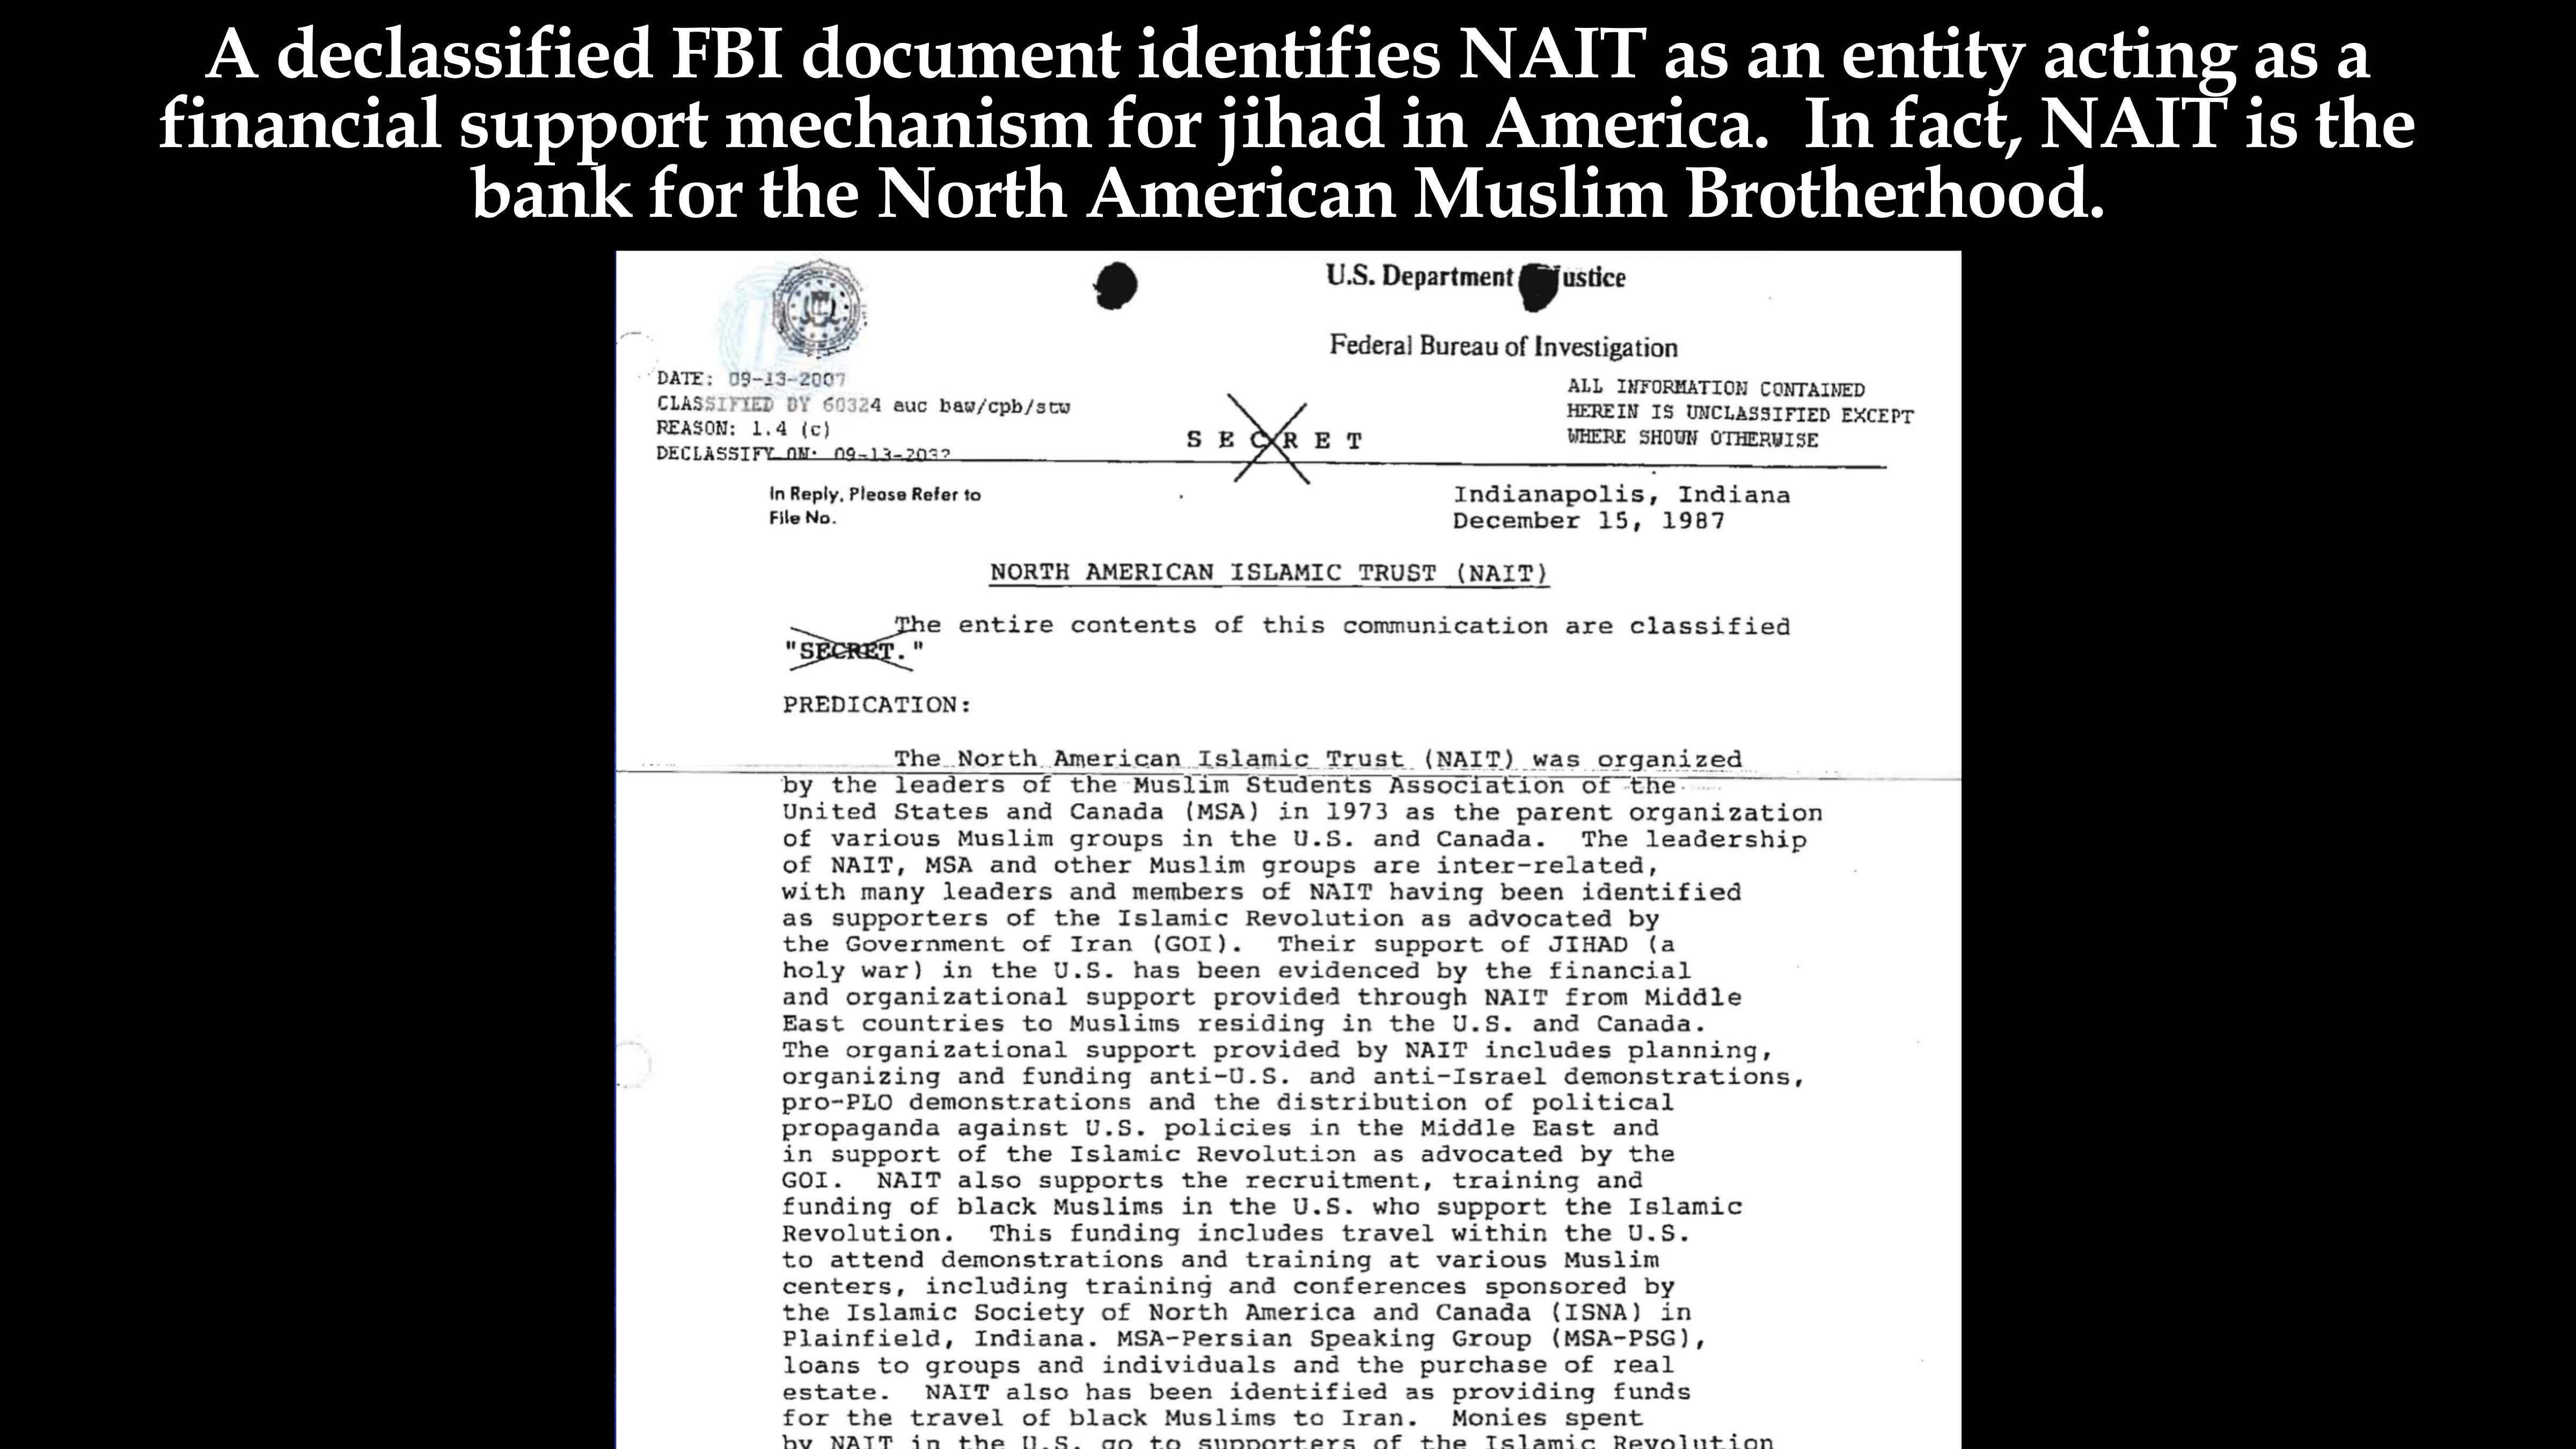 A declassified FBI document identifies NAIT as an entity acting as a
financial support mechanism for jihad in America.  In fact, NAIT is the
bank for the North American Muslim Brotherhood.
U.S. Department ustice
Federal Bureau of Investigation
DATE: 09-13-2007
CLASSIFIED BY 60324 auc baw/cpb/stw
REASON: 1.4 (c)
DECLASSIFY ON: 09-13-2032
S E C R E T
ALL INFORMATION CONTAINED
HEREIN IS UNCLASSIFIED EXCEPT
WHERE SHOWN OTHERWISE
In Reply, Please Refer to
File No.
Indianapolis, Indiana
December 15, 1987
NORTH AMERICAN ISLAMIC TRUST (NAIT)
The entire contents of this communication are classified
"SECRET."
PREDICATION:
The North American Islamic Trust (NAIT) was organized
by the leaders of the Muslim Students Association of the
United States and Canada (MSA) in 1973 as the parent organization
of various Muslim groups in the U.S. and Canada.  The leadership
of NAIT, MSA and other Muslim groups are inter-related,
with many leaders and members of NAIT having been identified
as supporters of the Islamic Revolution as advocated by
the Government of Iran (GOI).  Their support of JIHAD (a
holy war) in the U.S. has been evidenced by the financial
and organizational support provided through NAIT from Middle
East countries to Muslims residing in the U.S. and Canada.
The organizational support provided by NAIT includes planning,
organizing and funding anti-U.S. and anti-Israel demonstrations,
pro-PLO demonstrations and the distribution of political
propaganda against U.S. policies in the Middle East and
in support of the Islamic Revolution as advocated by the
GOI.  NAIT also supports the recruitment, training and
funding of black Muslims in the U.S. who support the Islamic
Revolution.  This funding includes travel within the U.S.
to attend demonstrations and training at various Muslim
centers, including training and conferences sponsored by
the Islamic Society of North America and Canada (ISNA) in
Plainfield, Indiana. MSA-Persian Speaking Group (MSA-PSG),
loans to groups and individuals and the purchase of real
estate.  NAIT also has been identified as providing funds
for the travel of black Muslims to Iran.  Monies spent
by NAIT in the U.S. go to supporters of the Islamic Revolution